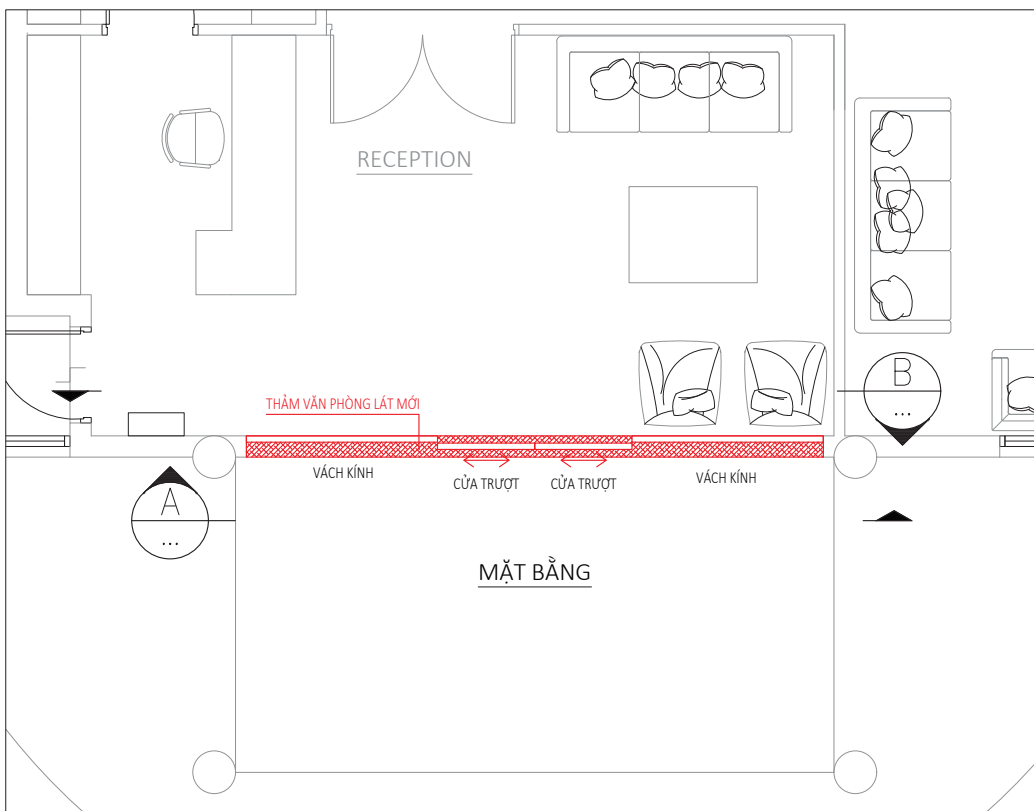 RECEPTION
B
...
THẢM VĂN PHÒNG LÁT MỚI
VÁCH KÍNH
CỬA TRƯỢT
CỬA TRƯỢT
VÁCH KÍNH
A
...
MẶT BẰNG